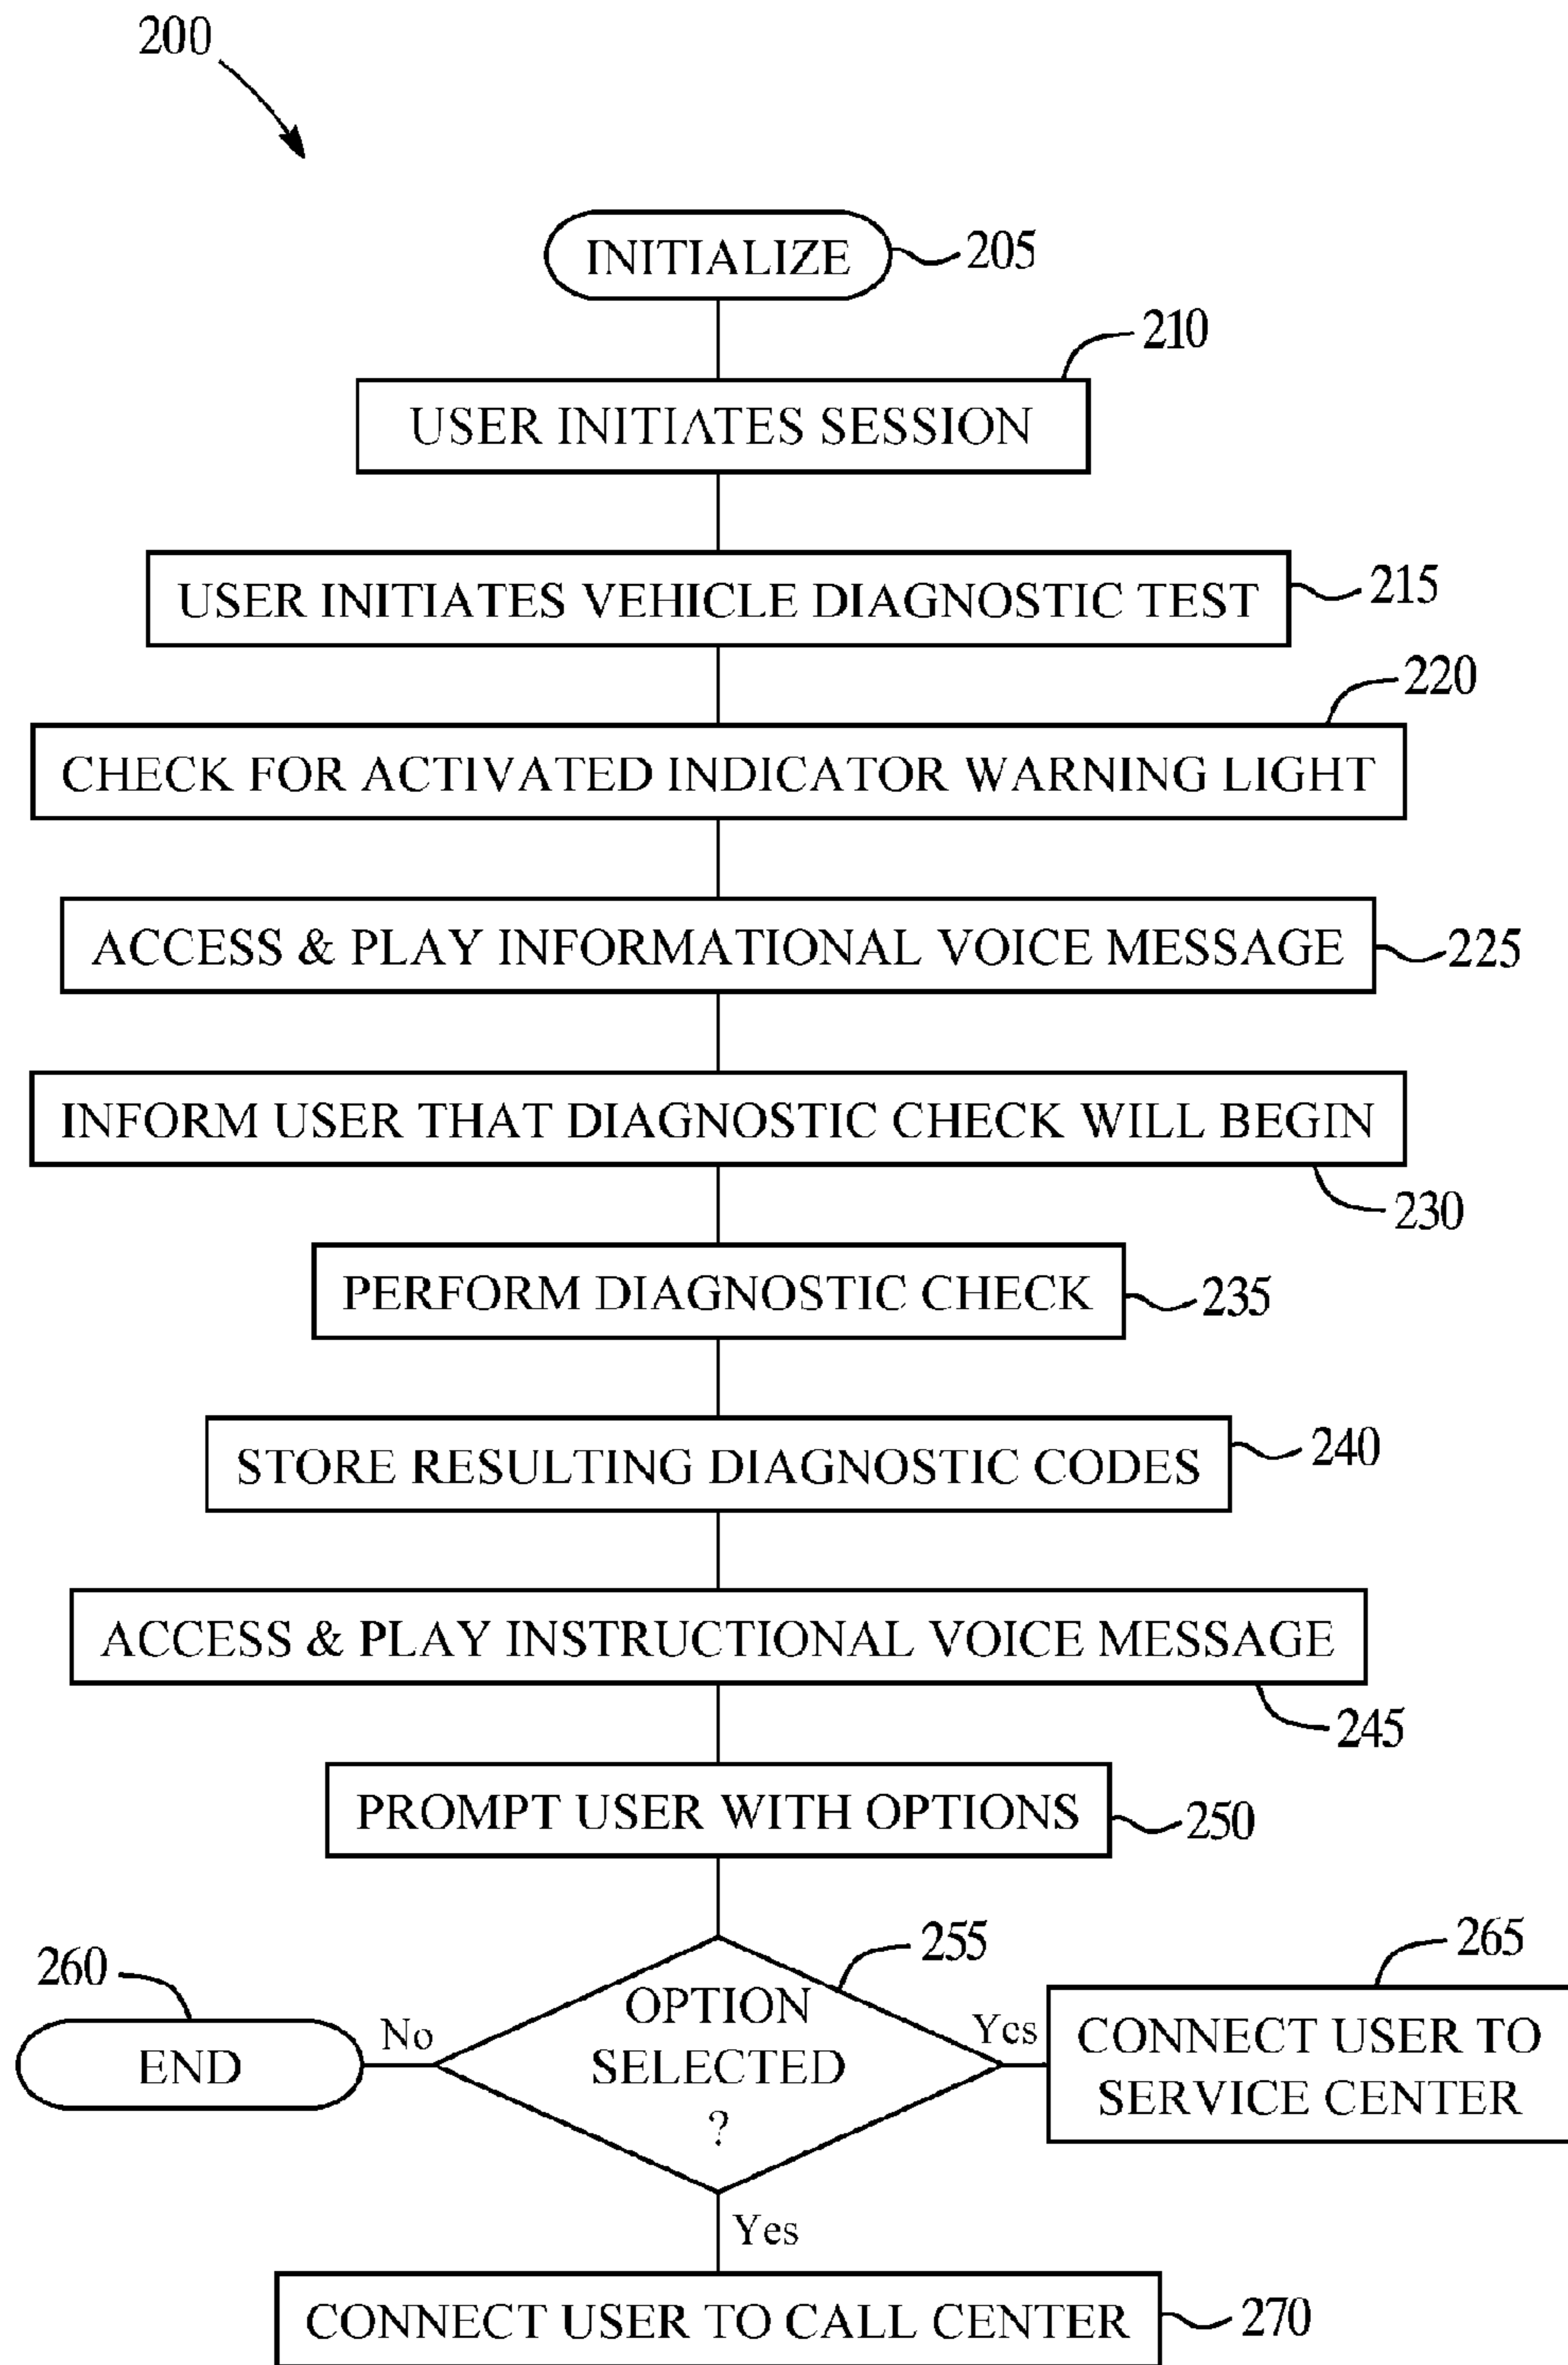 200
INITIALIZE
205
210
USER INITIATES SESSION
USER INITIATES VEHICLE DIAGNOSTIC TEST
215
220
CHECK FOR ACTIVATED INDICATOR WARNING LIGHT
ACCESS & PLAY INFORMATIONAL VOICE MESSAGE
225
INFORM USER THAT DIAGNOSTIC CHECK WILL BEGIN
230
PERFORM DIAGNOSTIC CHECK
235
STORE RESULTING DIAGNOSTIC CODES
240
ACCESS & PLAY INSTRUCTIONAL VOICE MESSAGE
245
PROMPT USER WITH OPTIONS
250
255
OPTION
SELECTED
?
260
END
No
Yes
265
CONNECT USER TO
SERVICE CENTER
Yes
CONNECT USER TO CALL CENTER
270